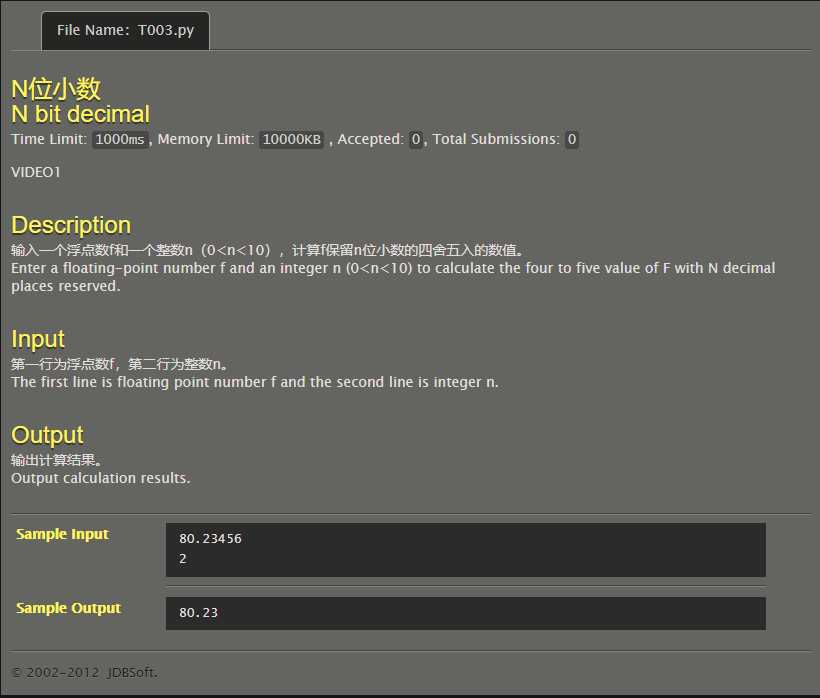 File Name: T003.py
N位小数
N bit decimal
Time Limit: 1000ms, Memory Limit: 10000KB , Accepted: 0, Total Submissions: 0
VIDEO1
Description
输入一个浮点数f和一个整数n（0<n<10），计算f保留n位小数的四舍五入的数值。
Enter a floating-point number f and an integer n (0<n<10) to calculate the four to five value of F with N decimal
places reserved.
Input
第一行为浮点数f，第二行为整数n。
The first line is floating point number f and the second line is integer n.
Output
输出计算结果。
Output calculation results.
Sample Input
80.23456
2
Sample Output
80.23
© 2002-2012 JDBSoft.